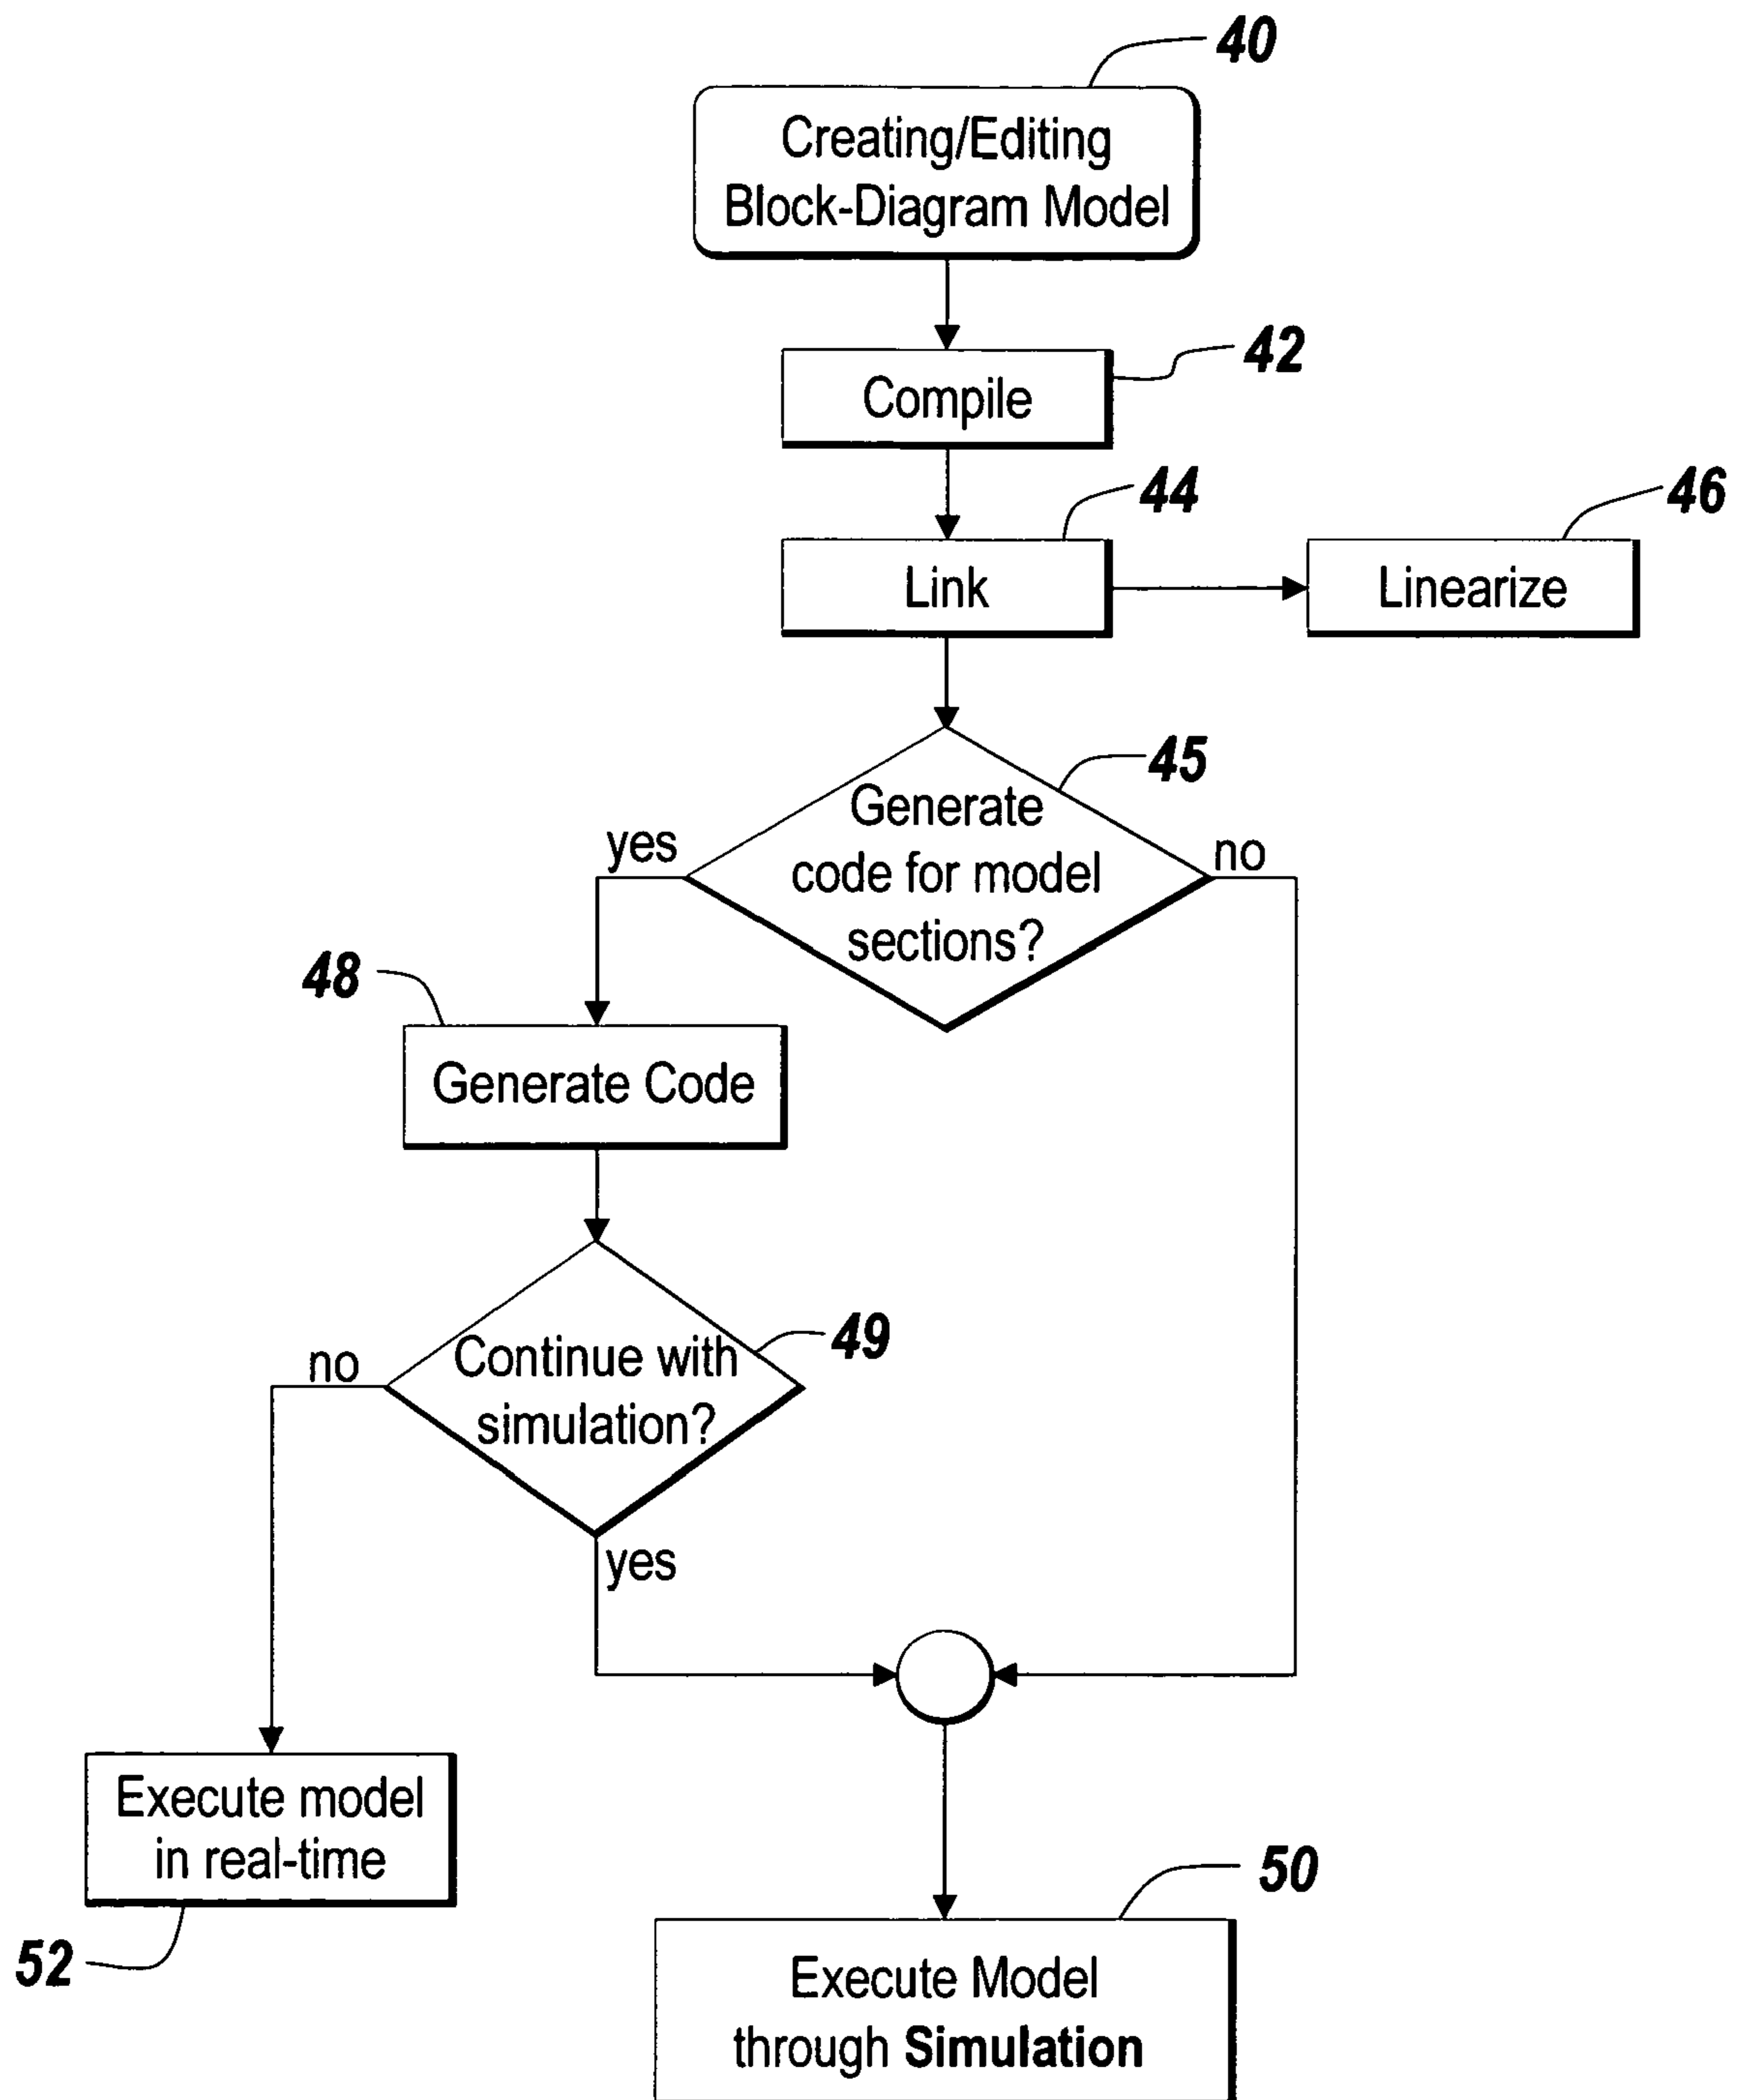 40
Creating/Editing
Block-Diagram Model
42
Compile
44
46
Link
Linearize
45
Generate
code for model
sections?
yes
no
48
Generate Code
49
Continue with
simulation?
no
yes
Execute model
in real-time
52
50
Execute Model
through Simulation